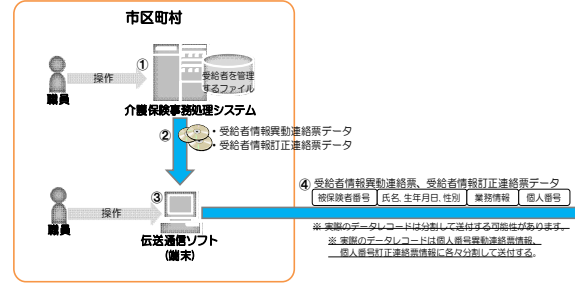 市区町村
①
受給者を管理
するファイル
操作
職員
介護保険事務処理システム
②
・受給者情報異動連絡票データ
・受給者情報訂正連絡票データ
③
④ 受給者情報異動連絡票、受給者情報訂正連絡票データ
被保険者番号 氏名, 生年月日, 性別 業務情報 個人番号
操作
職員
伝送通信ソフト
(端末)
※ 実際のデータレコードは分割して送付する可能性があります。
※ 実際のデータレコードは個人番号異動連絡票情報、
個人番号訂正連絡票情報に各々分割して送付する。